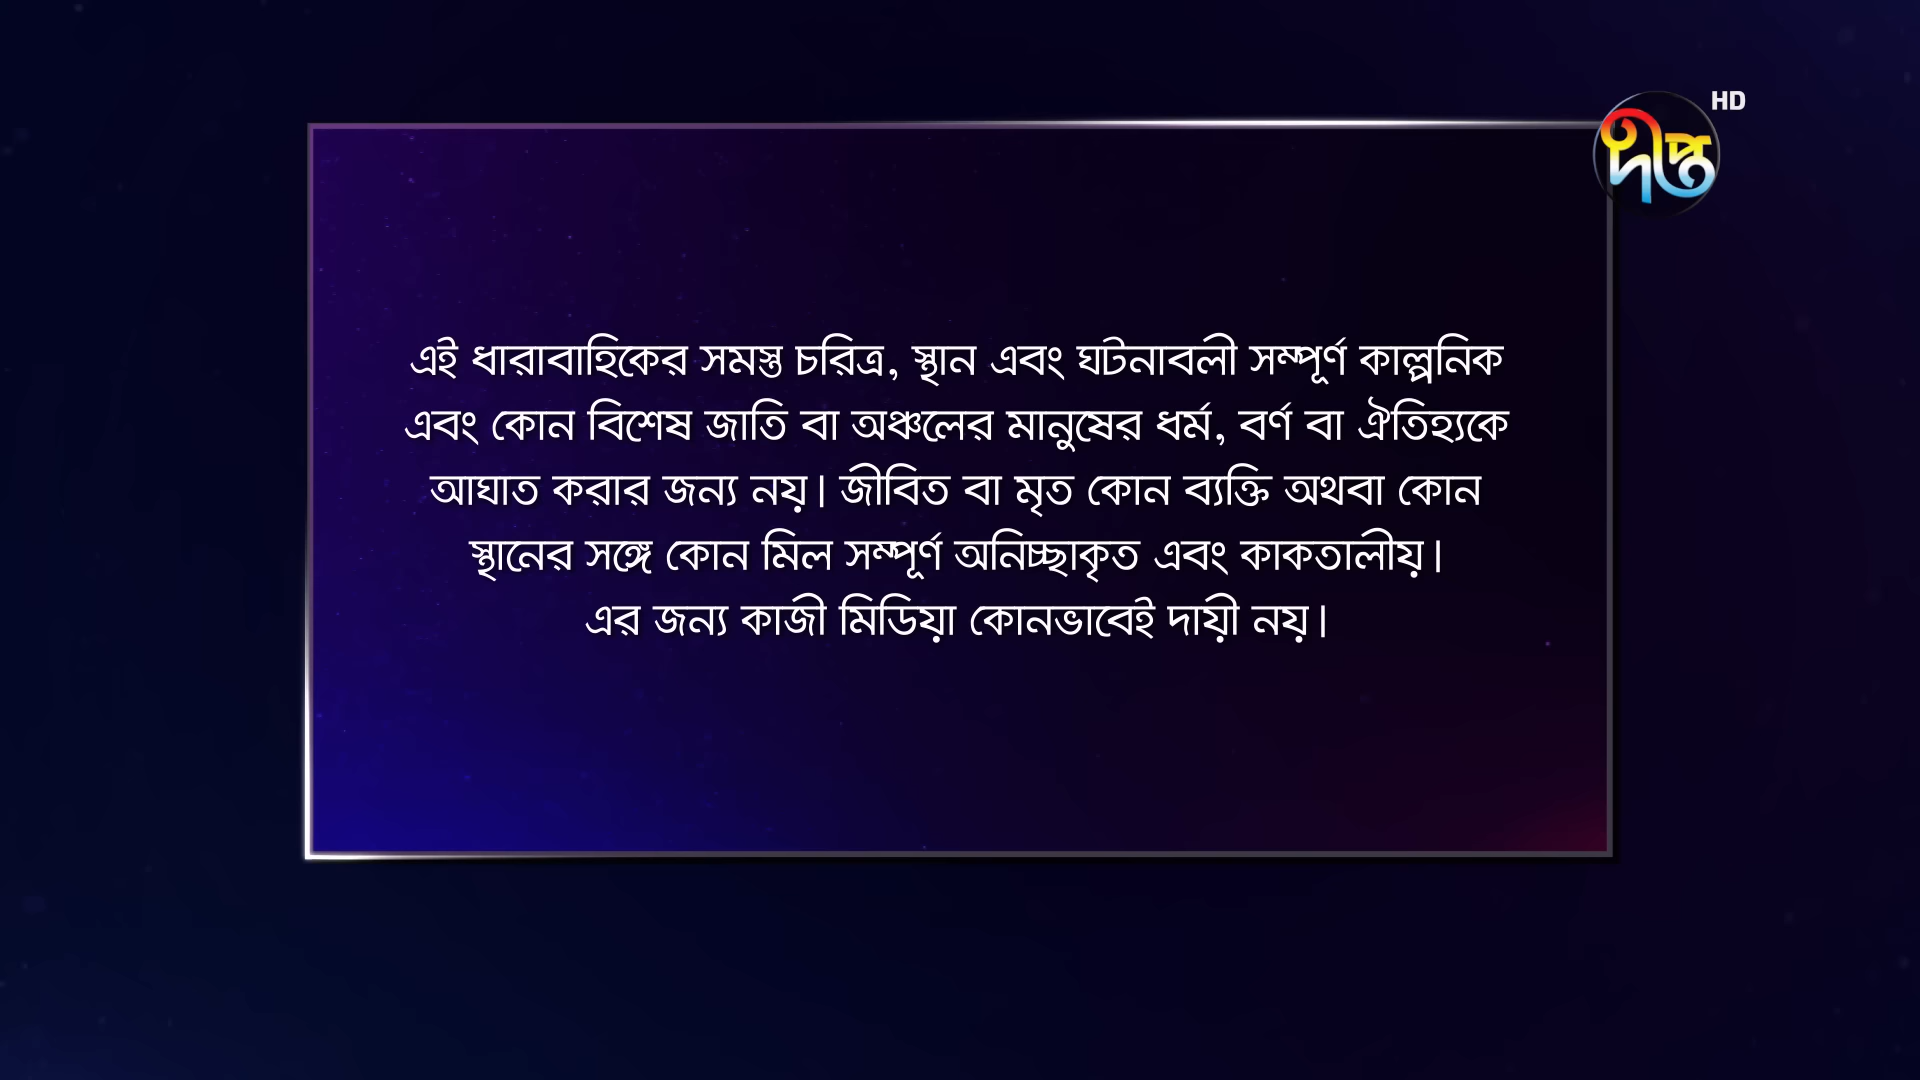 HD
দীপ্ত
এই ধারাবাহিকের সমস্ত চরিত্র, স্থান এবং ঘটনাবলী সম্পূর্ণ কাল্পনিক
এবং কোন বিশেষ জাতি বা অঞ্চলের মানুষের ধর্ম, বর্ণ বা ঐতিহ্যকে
আঘাত করার জন্য নয়। জীবিত বা মৃত কোন ব্যক্তি অথবা কোন
স্থানের সঙ্গে কোন মিল সম্পূর্ণ অনিচ্ছাকৃত এবং কাকতালীয়।
এর জন্য কাজী মিডিয়া কোনভাবেই দায়ী নয়।